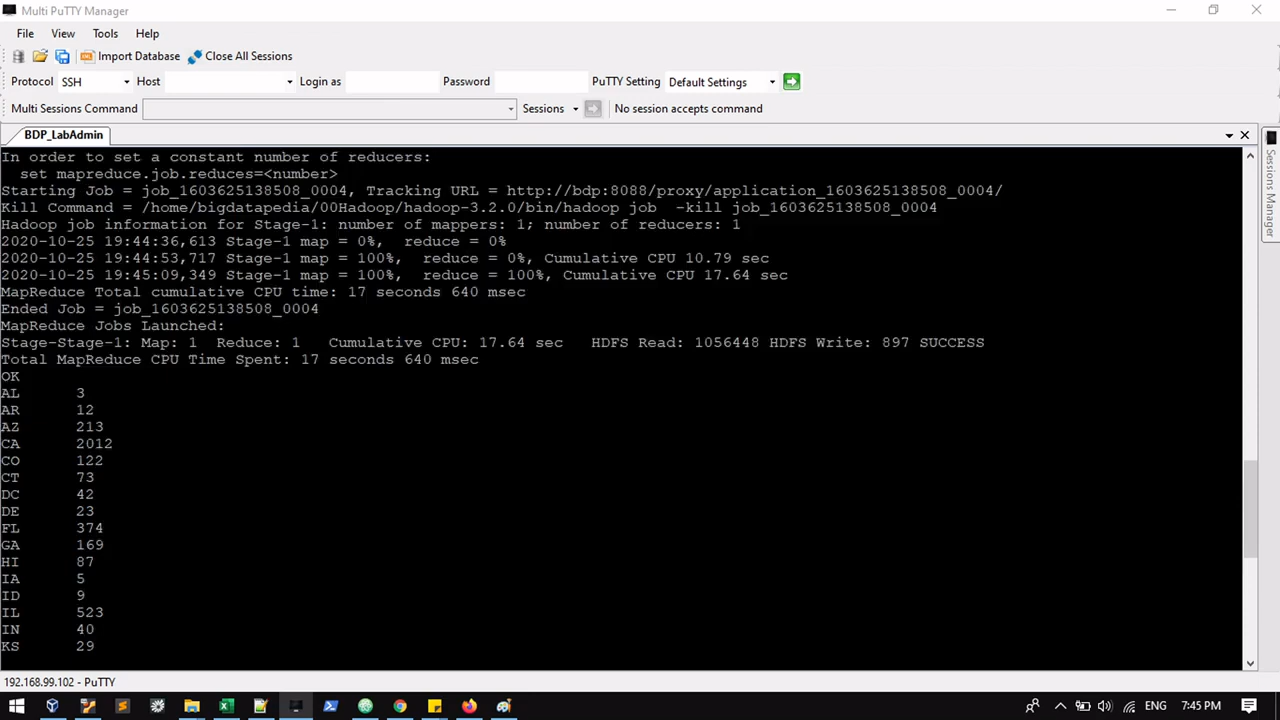 Multi PuTTY Manager
File View Tools Help
Import Database Close All Sessions
Protocol SSH Host Login as Password PuTTY Setting Default Settings
Multi Sessions Command Sessions No session accepts command
BDP_LabAdmin
In order to set a constant number of reducers:
  set mapreduce.job.reduces=<number>
Starting Job = job_1603625138508_0004, Tracking URL = http://bdp:8088/proxy/application_1603625138508_0004/
Kill Command = /home/bigdatapedia/00Hadoop/hadoop-3.2.0/bin/hadoop job  -kill job_1603625138508_0004
Hadoop job information for Stage-1: number of mappers: 1; number of reducers: 1
2020-10-25 19:44:36,613 Stage-1 map = 0%,  reduce = 0%
2020-10-25 19:44:53,717 Stage-1 map = 100%,  reduce = 0%, Cumulative CPU 10.79 sec
2020-10-25 19:45:09,349 Stage-1 map = 100%,  reduce = 100%, Cumulative CPU 17.64 sec
MapReduce Total cumulative CPU time: 17 seconds 640 msec
Ended Job = job_1603625138508_0004
MapReduce Jobs Launched:
Stage-Stage-1: Map: 1  Reduce: 1   Cumulative CPU: 17.64 sec   HDFS Read: 1056448 HDFS Write: 897 SUCCESS
Total MapReduce CPU Time Spent: 17 seconds 640 msec
OK
AL 3
AR 12
AZ 213
CA 2012
CO 122
CT 73
DC 42
DE 23
FL 374
GA 169
HI 87
IA 5
ID 9
IL 523
IN 40
KS 29
Sessions Manager
192.168.99.102 - PuTTY
ENG 7:45 PM